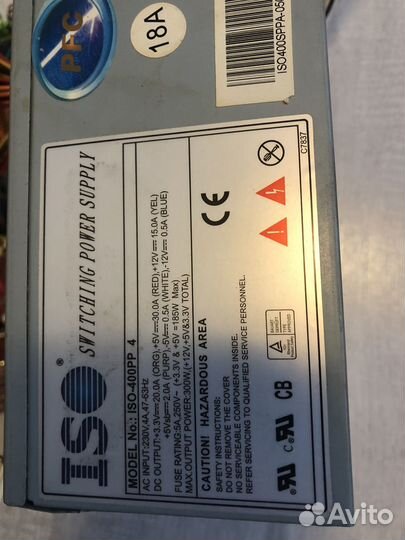 PFC
18A
ISO400SPPA-050
ISO
SWITCHING POWER SUPPLY
MODEL No.: ISO-400PP 4
AC INPUT:230V,4A,47-63Hz
DC OUTPUT:+3.3V⎓20.0A (ORG),+5V⎓30.0A (RED),+12V⎓15.0A (YEL)
+5Vsb⎓2.0A (PURP),-5V⎓0.5A (WHITE),-12V⎓0.5A (BLUE)
FUSE RATING:5A,250V~ (+3.3V & +5V =185W Max)
MAX.OUTPUT POWER:300W,(+12V,+5V&3.3V TOTAL)
CAUTION! HAZARDOUS AREA
SAFETY INSTRUCTIONS:
DO NOT REMOVE THE COVER
NO SERVICEABLE COMPONENTS INSIDE.
REFER SERVICING TO QUALIFIED SERVICE PERSONNEL.
CE
C7837
CB
Avito